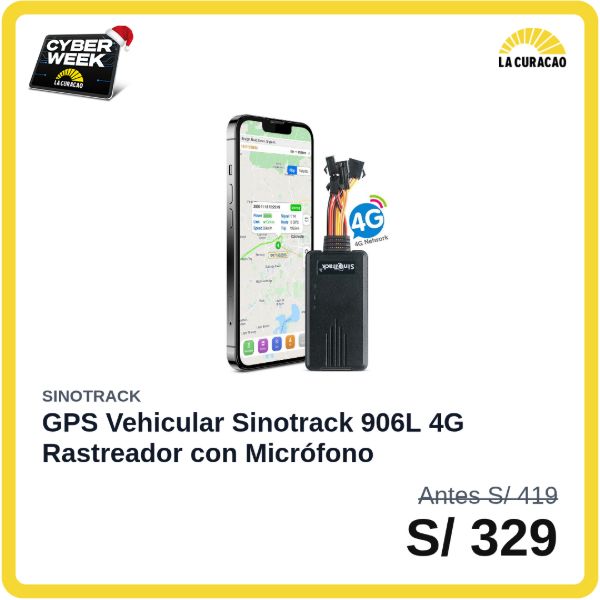 CYBER
WEEK
LA CURACAO
LA CURACAO
4G
4G Network
SinoTrack
SINOTRACK
GPS Vehicular Sinotrack 906L 4G
Rastreador con Micrófono
Antes S/ 419
S/ 329